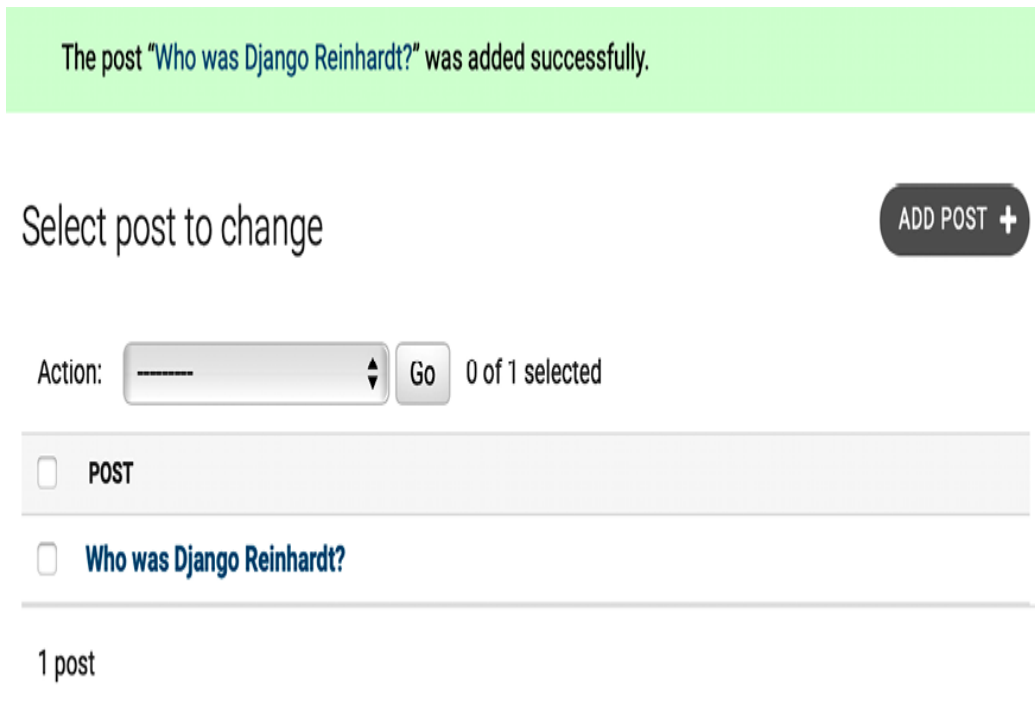 The post “Who was Django Reinhardt?” was added successfully.
Select post to change
ADD POST +
Action: --------- Go 0 of 1 selected
POST
Who was Django Reinhardt?
1 post